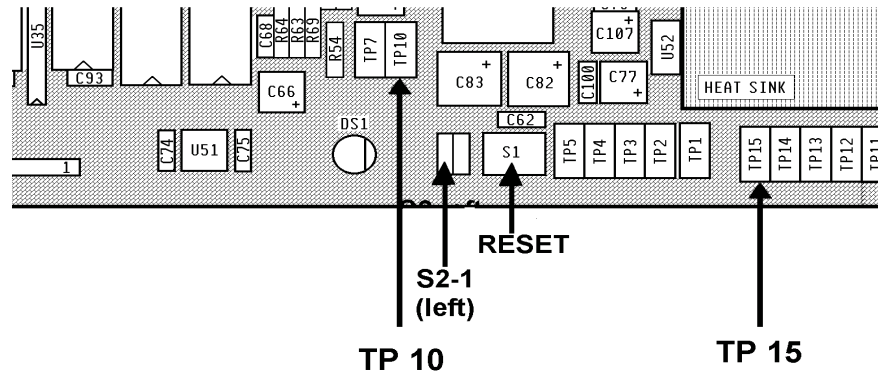 U35
C93
C68
R64
R63
R69
R54
TP7
TP10
C66
+
C83
+
C82
+
C107
+
C100
C77
+
U52
HEAT SINK
DS1
C62
1
C74
U51
C75
S1
TP5
TP4
TP3
TP2
TP1
TP15
TP14
TP13
TP12
TP11
RESET
S2-1
(left)
TP 10
TP 15